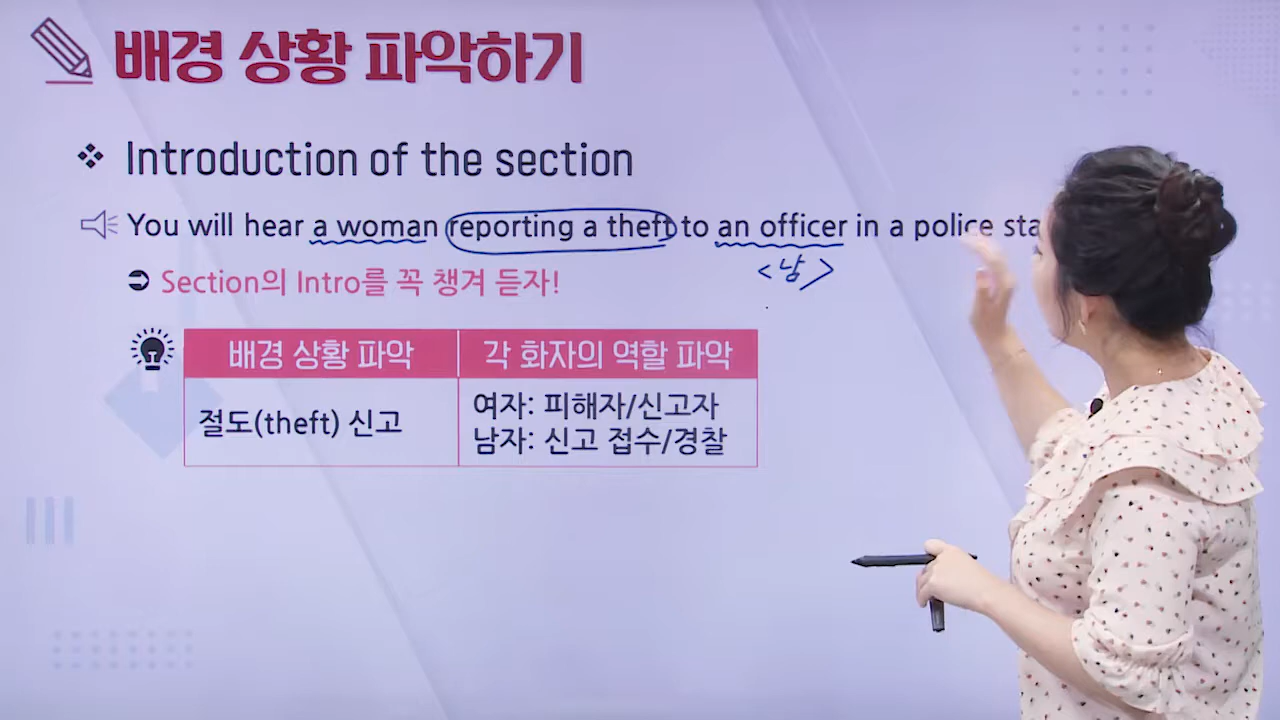 배경 상황 파악하기
❖ Introduction of the section
You will hear a woman reporting a theft to an officer in a police sta
<남>
➲ Section의 Intro를 꼭 챙겨 듣자!
배경 상황 파악 각 화자의 역할 파악
절도(theft) 신고 여자: 피해자/신고자
남자: 신고 접수/경찰